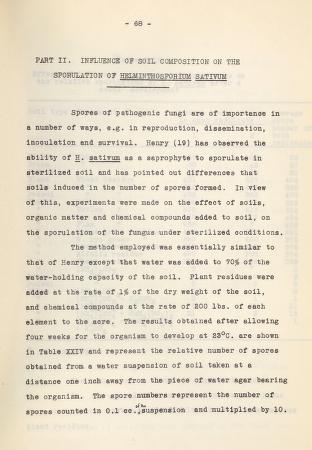 - 68 -
PART II. INFLUENCE OF SOIL COMPOSITION ON THE
SPORULATION OF HELMINTHOSPORIUM SATIVUM
Spores of pathogenic fungi are of importance in
a number of ways, e.g. in reproduction, dissemination,
inoculation and survival. Henry (19) has observed the
ability of H. sativum as a saprophyte to sporulate in
sterilized soil and has pointed out differences that
soils induced in the number of spores formed. In view
of this, experiments were made on the effect of soils,
organic matter and chemical compounds added to soil, on
the sporulation of the fungus under sterilized conditions.
The method employed was essentially similar to
that of Henry except that water was added to 70% of the
water-holding capacity of the soil. Plant residues were
added at the rate of 1% of the dry weight of the soil,
and chemical compounds at the rate of 200 lbs. of each
element to the acre. The results obtained after allowing
four weeks for the organism to develop at 23°C. are shown
in Table XXIV and represent the relative number of spores
obtained from a water suspension of soil taken at a
distance one inch away from the piece of water agar bearing
the organism. The spore numbers represent the number of
spores counted in 0.1 cc. of the suspension and multiplied by 10.